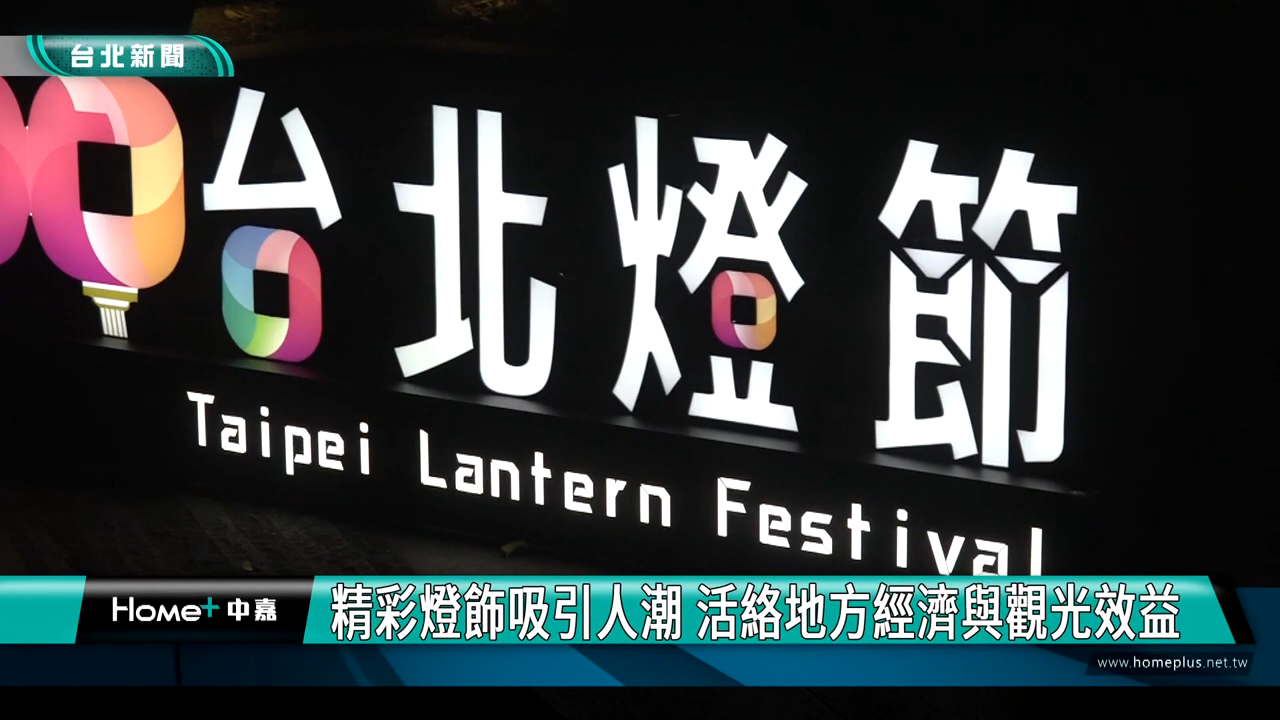 台北新聞
台北燈節
Taipei Lantern Festival
Home+ 中嘉
精彩燈飾吸引人潮 活絡地方經濟與觀光效益
www.homeplus.net.tw